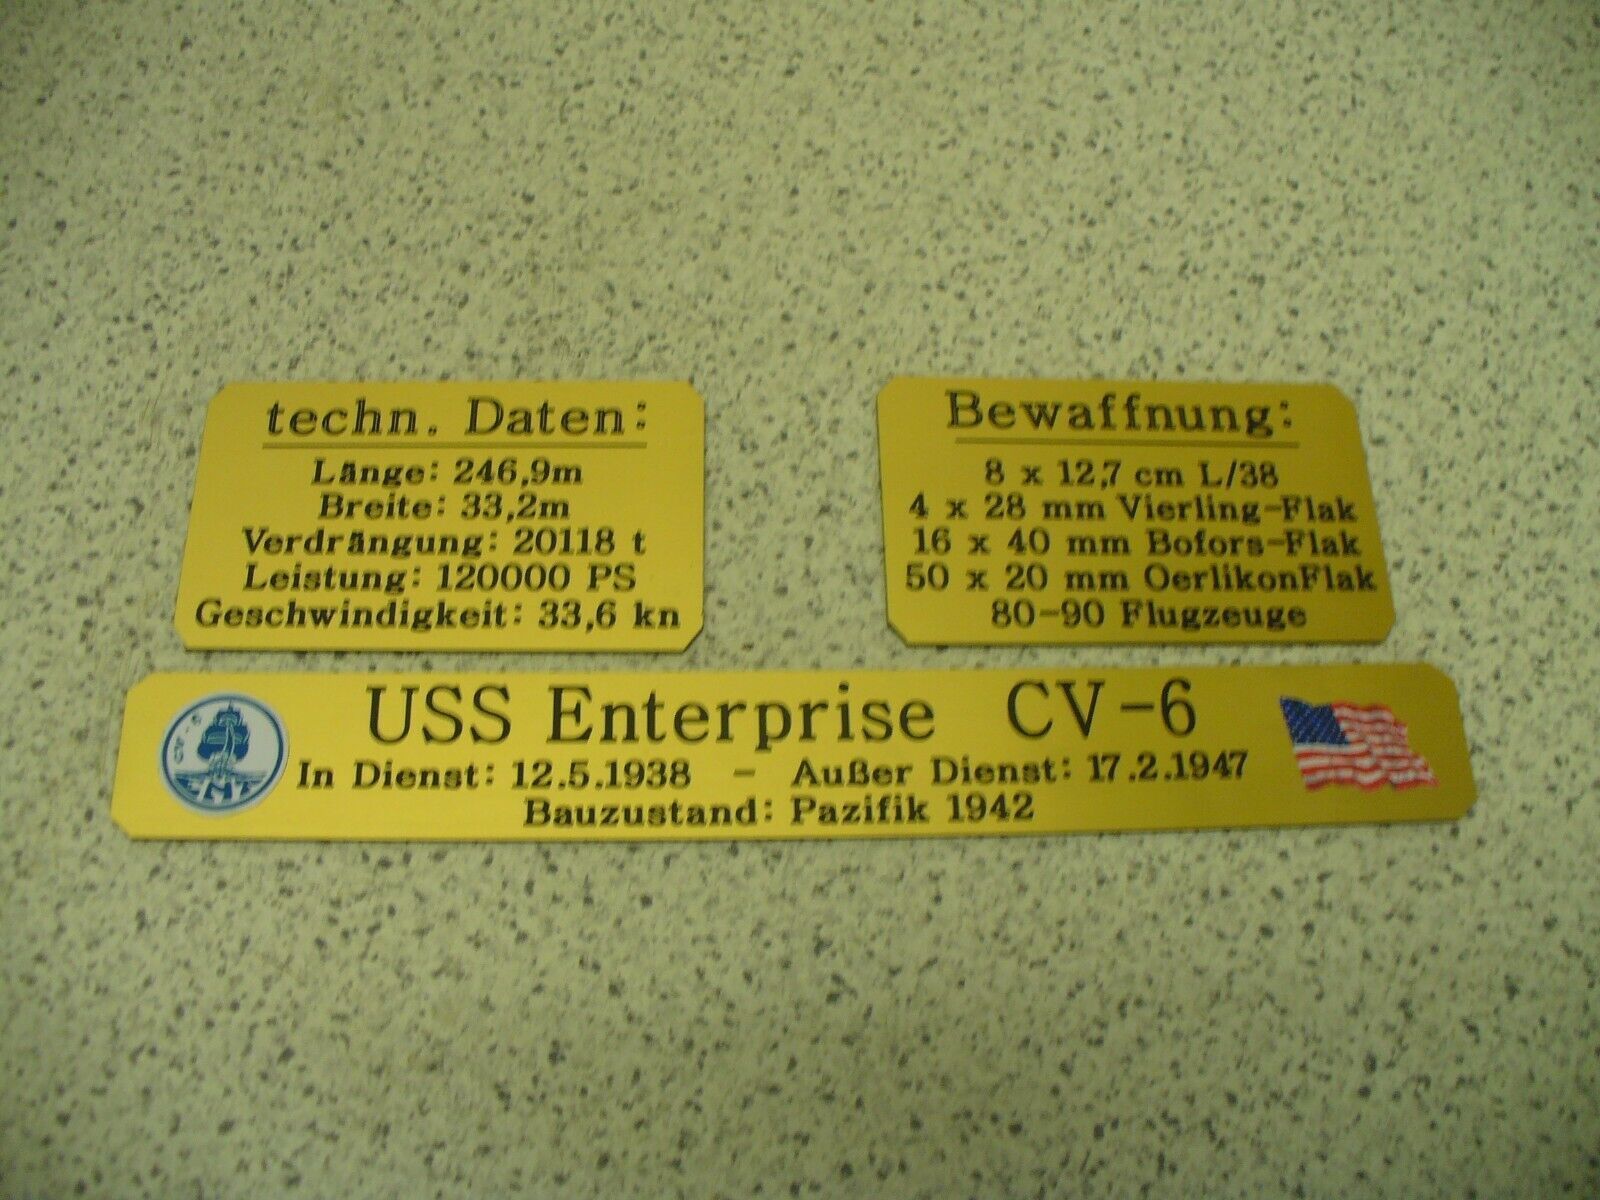 techn. Daten:
Länge: 246,9m
Breite: 33,2m
Verdrängung: 20118 t
Leistung: 120000 PS
Geschwindigkeit: 33,6 kn
Bewaffnung:
8 x 12,7 cm L/38
4 x 28 mm Vierling-Flak
16 x 40 mm Bofors-Flak
50 x 20 mm OerlikonFlak
80-90 Flugzeuge
USS Enterprise CV-6
In Dienst: 12.5.1938 - Außer Dienst: 17.2.1947
Bauzustand: Pazifik 1942
CV-6